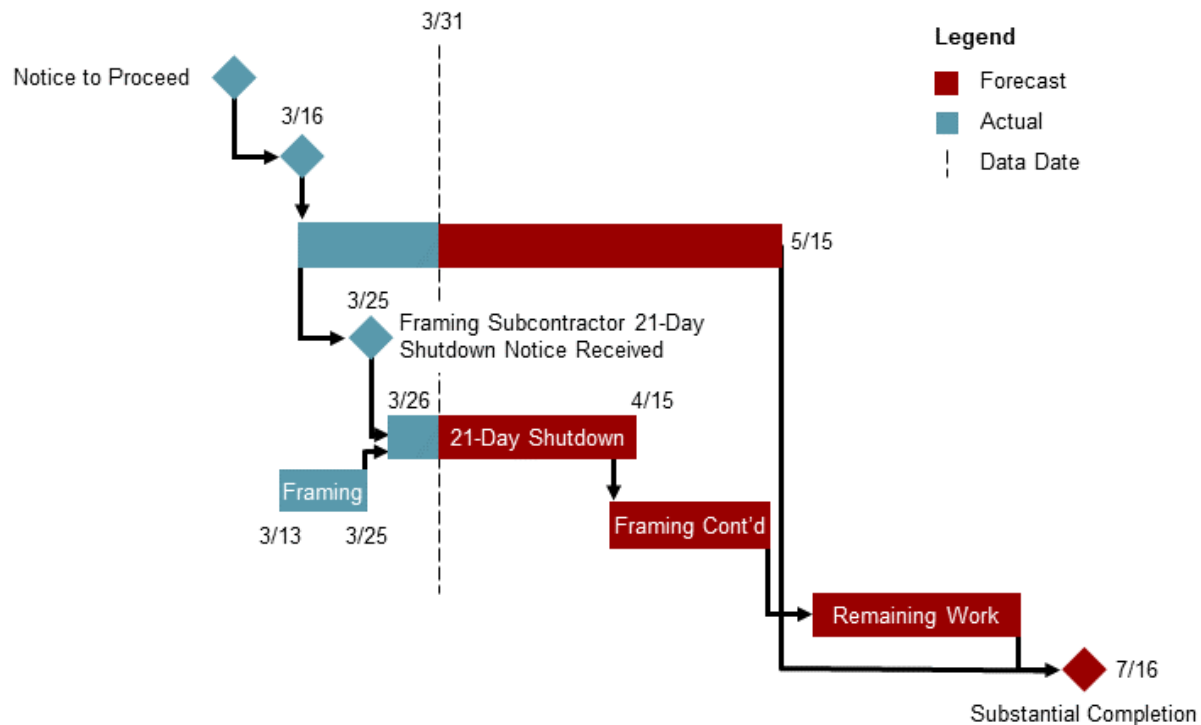 3/31
Legend
Notice to Proceed
Forecast
3/16
Actual
Data Date
5/15
3/25
Framing Subcontractor 21-Day
Shutdown Notice Received
3/26
4/15
21-Day Shutdown
Framing
3/13
3/25
Framing Cont'd
Remaining Work
7/16
Substantial Completion